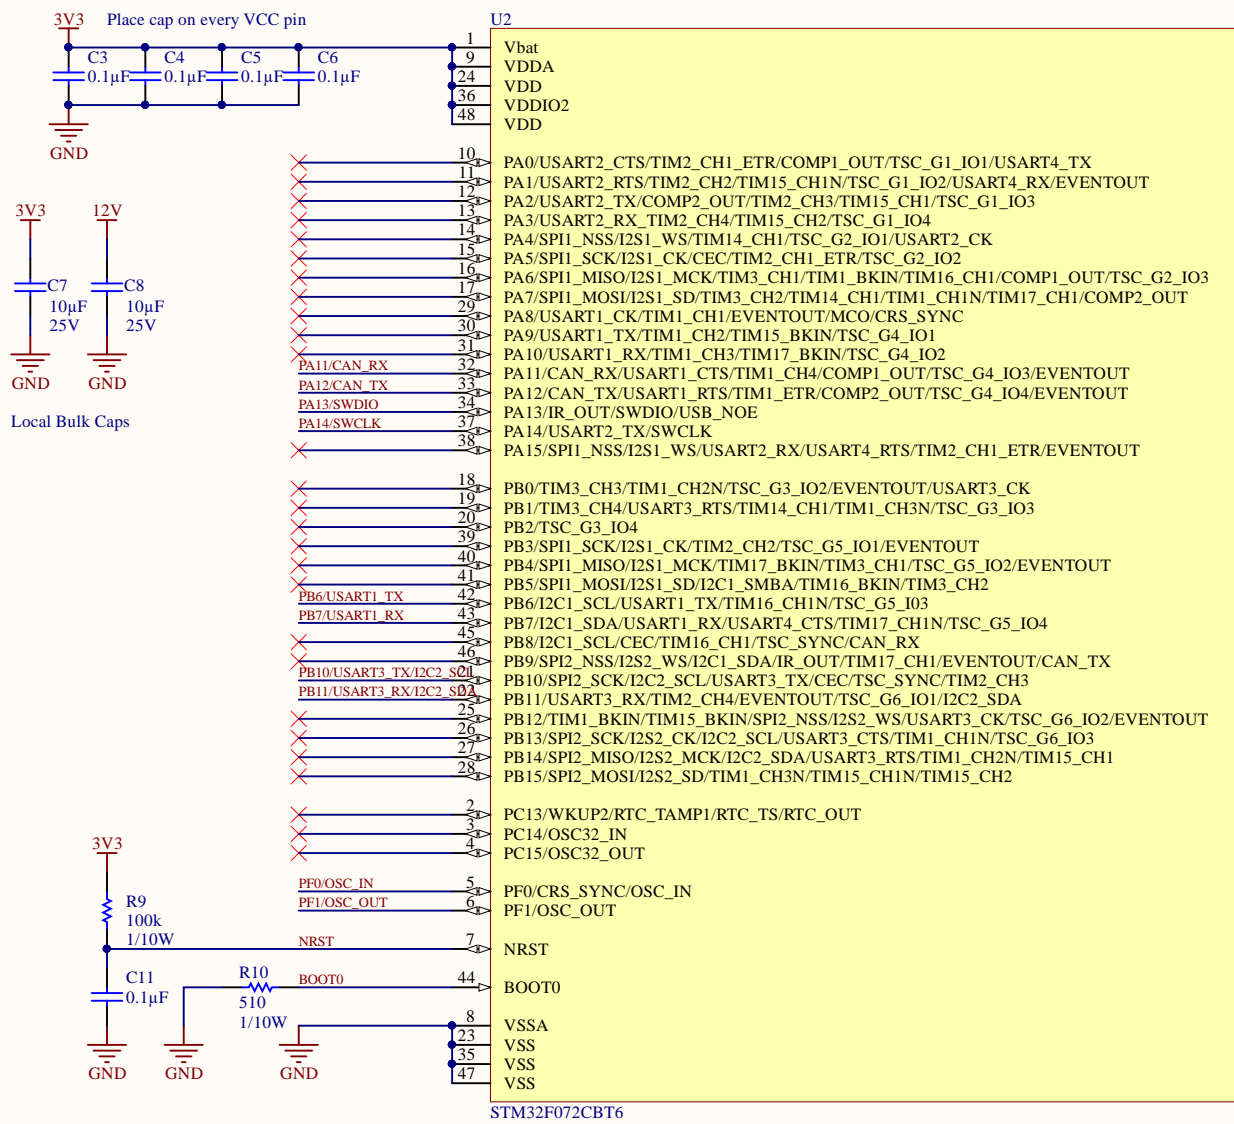 3V3 Place cap on every VCC pin
C3 0.1µF
C4 0.1µF
C5 0.1µF
C6 0.1µF
GND
3V3
C7
10µF
25V
GND
12V
C8
10µF
25V
GND
Local Bulk Caps
U2
1 Vbat
9 VDDA
24 VDD
36 VDDIO2
48 VDD
10 PA0/USART2_CTS/TIM2_CH1_ETR/COMP1_OUT/TSC_G1_IO1/USART4_TX
11 PA1/USART2_RTS/TIM2_CH2/TIM15_CH1N/TSC_G1_IO2/USART4_RX/EVENTOUT
12 PA2/USART2_TX/COMP2_OUT/TIM2_CH3/TIM15_CH1/TSC_G1_IO3
13 PA3/USART2_RX_TIM2_CH4/TIM15_CH2/TSC_G1_IO4
14 PA4/SPI1_NSS/I2S1_WS/TIM14_CH1/TSC_G2_IO1/USART2_CK
15 PA5/SPI1_SCK/I2S1_CK/CEC/TIM2_CH1_ETR/TSC_G2_IO2
16 PA6/SPI1_MISO/I2S1_MCK/TIM3_CH1/TIM1_BKIN/TIM16_CH1/COMP1_OUT/TSC_G2_IO3
17 PA7/SPI1_MOSI/I2S1_SD/TIM3_CH2/TIM14_CH1/TIM1_CH1N/TIM17_CH1/COMP2_OUT
29 PA8/USART1_CK/TIM1_CH1/EVENTOUT/MCO/CRS_SYNC
30 PA9/USART1_TX/TIM1_CH2/TIM15_BKIN/TSC_G4_IO1
31 PA10/USART1_RX/TIM1_CH3/TIM17_BKIN/TSC_G4_IO2
PA11/CAN_RX 32 PA11/CAN_RX/USART1_CTS/TIM1_CH4/COMP1_OUT/TSC_G4_IO3/EVENTOUT
PA12/CAN_TX 33 PA12/CAN_TX/USART1_RTS/TIM1_ETR/COMP2_OUT/TSC_G4_IO4/EVENTOUT
PA13/SWDIO 34 PA13/IR_OUT/SWDIO/USB_NOE
PA14/SWCLK 37 PA14/USART2_TX/SWCLK
38 PA15/SPI1_NSS/I2S1_WS/USART2_RX/USART4_RTS/TIM2_CH1_ETR/EVENTOUT
18 PB0/TIM3_CH3/TIM1_CH2N/TSC_G3_IO2/EVENTOUT/USART3_CK
19 PB1/TIM3_CH4/USART3_RTS/TIM14_CH1/TIM1_CH3N/TSC_G3_IO3
20 PB2/TSC_G3_IO4
39 PB3/SPI1_SCK/I2S1_CK/TIM2_CH2/TSC_G5_IO1/EVENTOUT
40 PB4/SPI1_MISO/I2S1_MCK/TIM17_BKIN/TIM3_CH1/TSC_G5_IO2/EVENTOUT
41 PB5/SPI1_MOSI/I2S1_SD/I2C1_SMBA/TIM16_BKIN/TIM3_CH2
PB6/USART1_TX 42 PB6/I2C1_SCL/USART1_TX/TIM16_CH1N/TSC_G5_I03
PB7/USART1_RX 43 PB7/I2C1_SDA/USART1_RX/USART4_CTS/TIM17_CH1N/TSC_G5_IO4
45 PB8/I2C1_SCL/CEC/TIM16_CH1/TSC_SYNC/CAN_RX
46 PB9/SPI2_NSS/I2S2_WS/I2C1_SDA/IR_OUT/TIM17_CH1/EVENTOUT/CAN_TX
PB10/USART3_TX/I2C2_SCL 21 PB10/SPI2_SCK/I2C2_SCL/USART3_TX/CEC/TSC_SYNC/TIM2_CH3
PB11/USART3_RX/I2C2_SDA 22 PB11/USART3_RX/TIM2_CH4/EVENTOUT/TSC_G6_IO1/I2C2_SDA
25 PB12/TIM1_BKIN/TIM15_BKIN/SPI2_NSS/I2S2_WS/USART3_CK/TSC_G6_IO2/EVENTOUT
26 PB13/SPI2_SCK/I2S2_CK/I2C2_SCL/USART3_CTS/TIM1_CH1N/TSC_G6_IO3
27 PB14/SPI2_MISO/I2S2_MCK/I2C2_SDA/USART3_RTS/TIM1_CH2N/TIM15_CH1
28 PB15/SPI2_MOSI/I2S2_SD/TIM1_CH3N/TIM15_CH1N/TIM15_CH2
2 PC13/WKUP2/RTC_TAMP1/RTC_TS/RTC_OUT
3 PC14/OSC32_IN
4 PC15/OSC32_OUT
PF0/OSC_IN 5 PF0/CRS_SYNC/OSC_IN
PF1/OSC_OUT 6 PF1/OSC_OUT
3V3
R9
100k
1/10W
NRST 7 NRST
C11
0.1µF
GND
R10
510
1/10W
BOOT0 44 BOOT0
GND
GND
8 VSSA
23 VSS
35 VSS
47 VSS
STM32F072CBT6